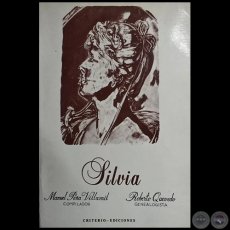 Silvia
Manuel Peña Villamil
COMPILADOR
Roberto Quevedo
GENEALOGISTA
CRITERIO - EDICIONES